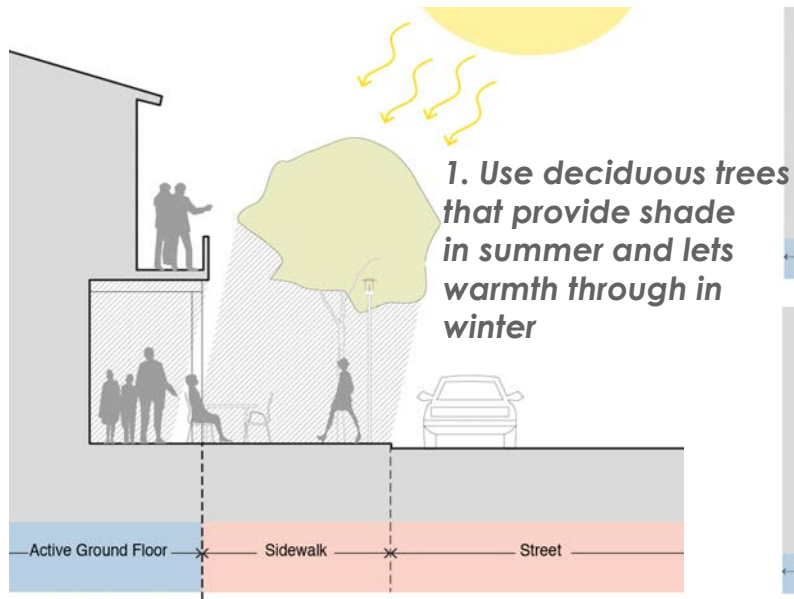 1. Use deciduous trees
that provide shade
in summer and lets
warmth through in
winter
Active Ground Floor
Sidewalk
Street